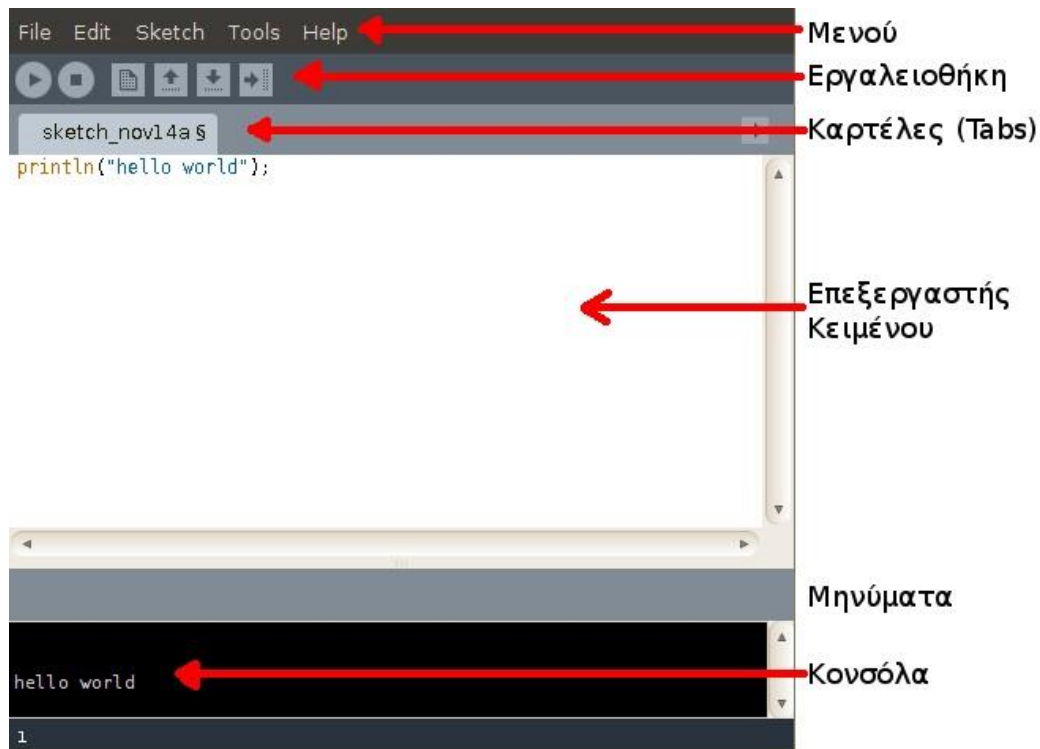 File Edit Sketch Tools Help
Μενού
Εργαλειοθήκη
sketch_nov14a §
Καρτέλες (Tabs)
println("hello world");
Επεξεργαστής
Κειμένου
Μηνύματα
hello world
Κονσόλα
1